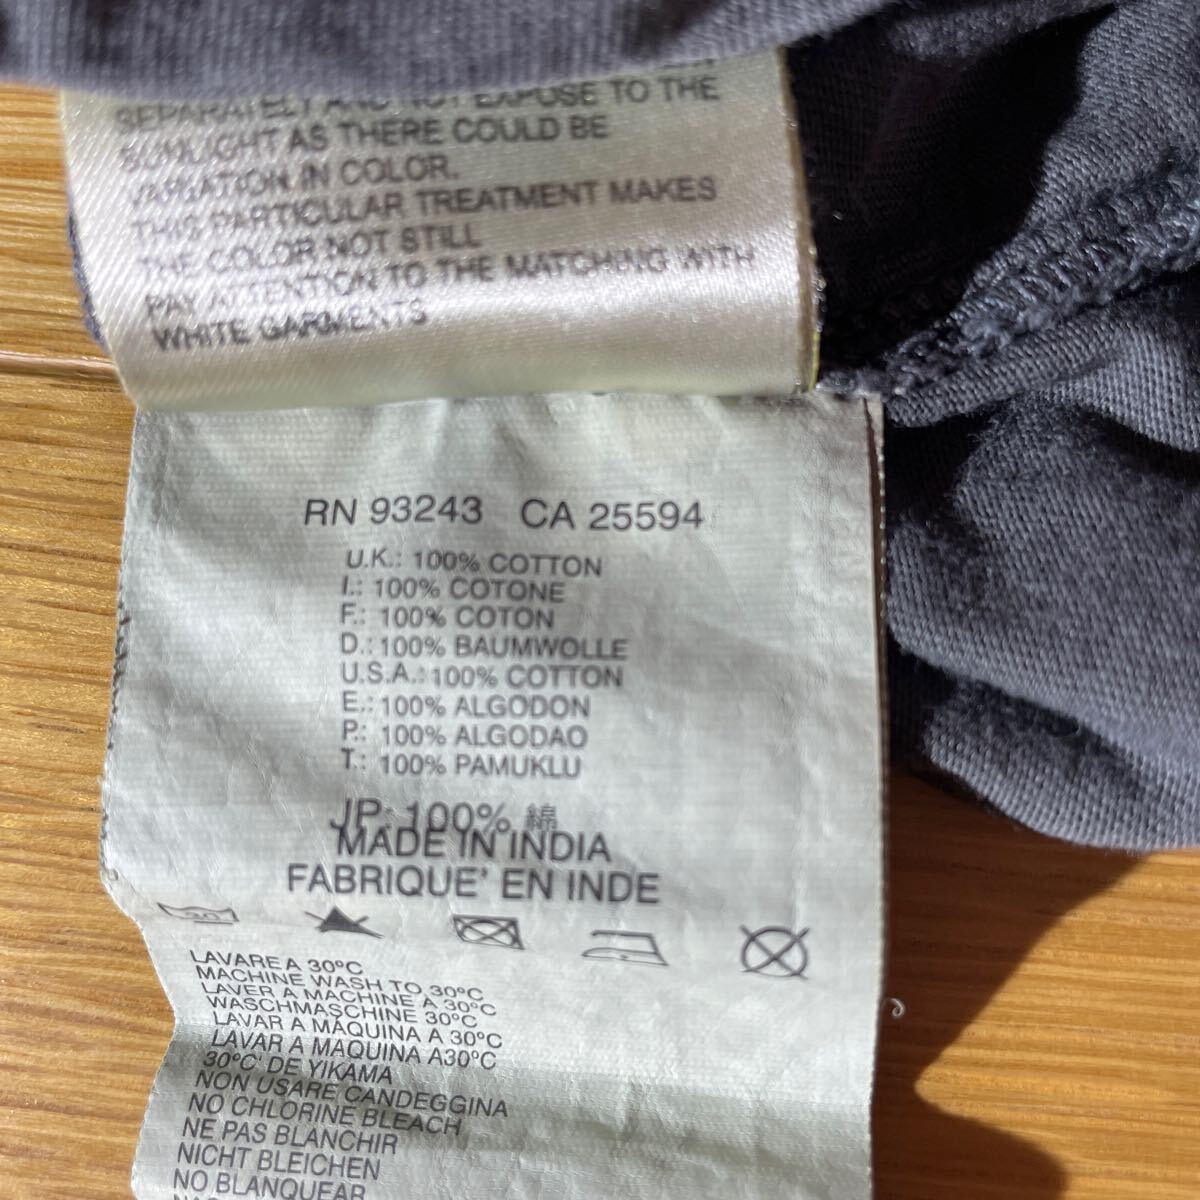 SEPARATELY AND NOT EXPOSE TO THE
SUNLIGHT AS THERE COULD BE
VARIATION IN COLOR.
THIS PARTICULAR TREATMENT MAKES
THE COLOR NOT STILL
PAY ATTENTION TO THE MATCHING WITH
WHITE GARMENTS
RN 93243 CA 25594
U.K.: 100% COTTON
I.: 100% COTONE
F.: 100% COTON
D.: 100% BAUMWOLLE
U.S.A.: 100% COTTON
E.: 100% ALGODON
P.: 100% ALGODAO
T.: 100% PAMUKLU
JP: 100% 綿
MADE IN INDIA
FABRIQUE' EN INDE
30°
LAVARE A 30°C
MACHINE WASH TO 30°C
LAVER A MACHINE A 30°C
WASCHMASCHINE 30°C
LAVAR A MAQUINA A 30°C
LAVAR A MAQUINA A30°C
30°C' DE YIKAMA
NON USARE CANDEGGINA
NO CHLORINE BLEACH
NE PAS BLANCHIR
NICHT BLEICHEN
NO BLANQUEAR